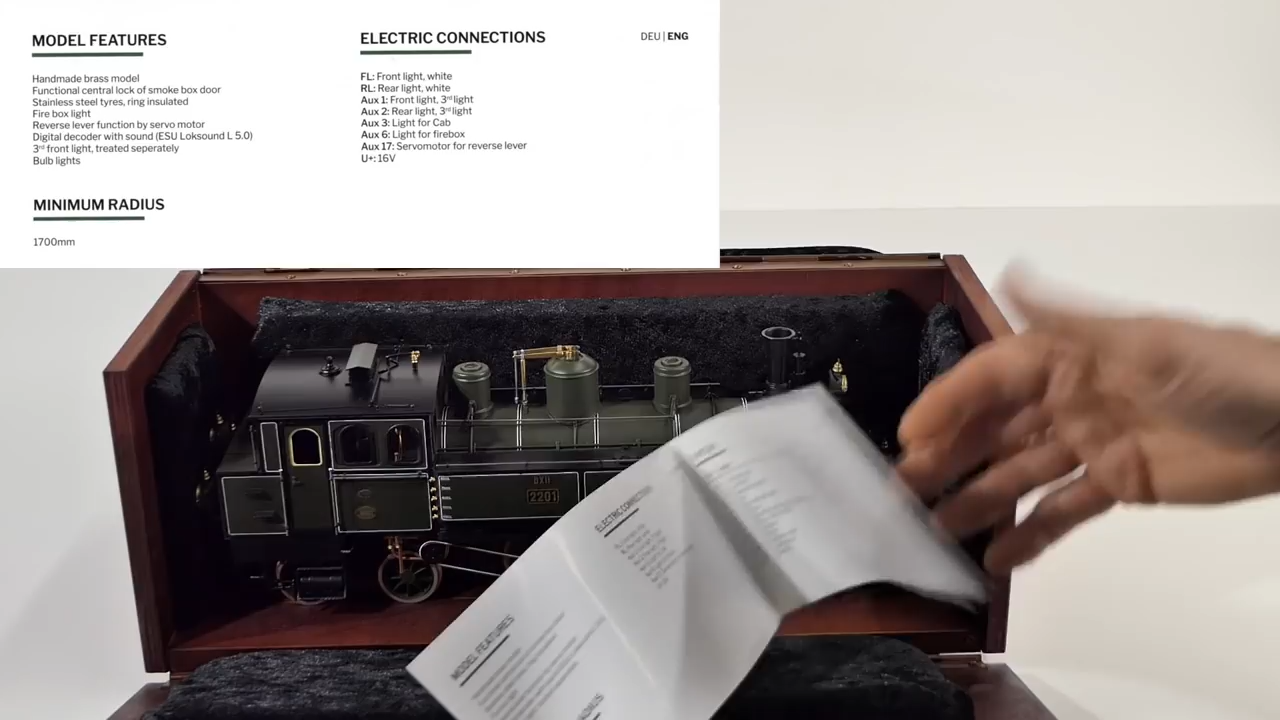 MODEL FEATURES
Handmade brass model
Functional central lock of smoke box door
Stainless steel tyres, ring insulated
Fire box light
Reverse lever function by servo motor
Digital decoder with sound (ESU Loksound L 5.0)
3rd front light, treated seperately
Bulb lights
MINIMUM RADIUS
1700mm
ELECTRIC CONNECTIONS
FL: Front light, white
RL: Rear light, white
Aux 1: Front light, 3rd light
Aux 2: Rear light, 3rd light
Aux 3: Light for Cab
Aux 6: Light for firebox
Aux 17: Servomotor for reverse lever
U+: 16V
DEU | ENG
DXII
2201
ELECTRIC CONNECTIONS
MODEL FEATURES